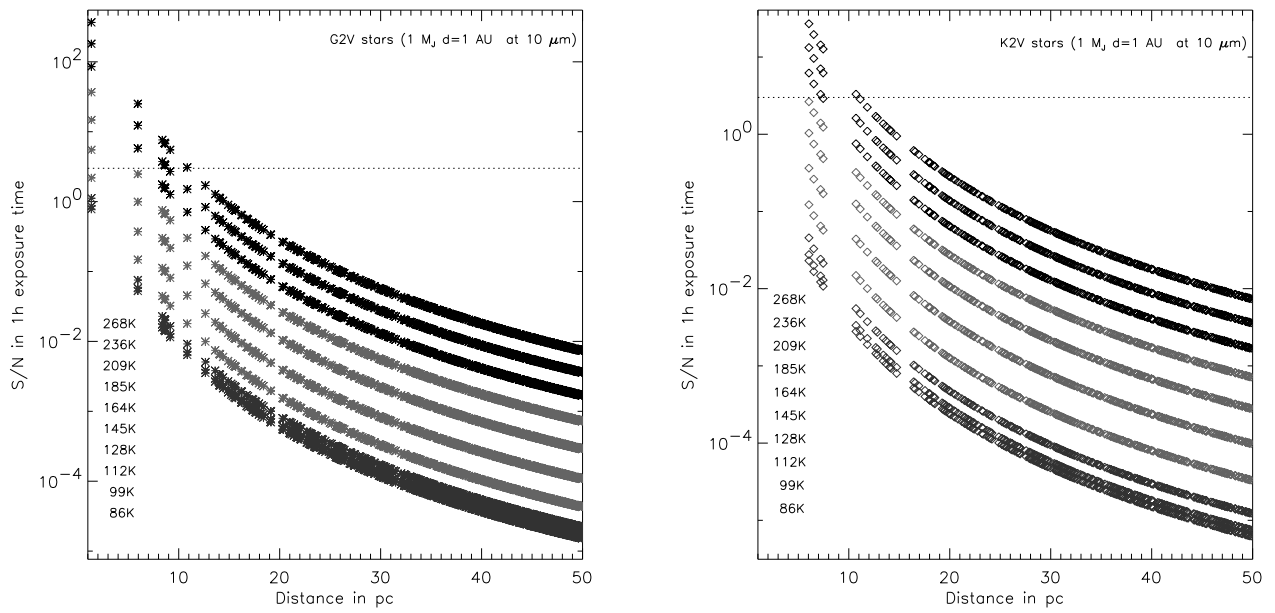 G2V stars (1 M_J d=1 AU at 10 μm)
S/N in 1h exposure time
10^2
10^0
10^-2
10^-4
268K
236K
209K
185K
164K
145K
128K
112K
99K
86K
10 20 30 40 50
Distance in pc
K2V stars (1 M_J d=1 AU at 10 μm)
S/N in 1h exposure time
10^0
10^-2
10^-4
268K
236K
209K
185K
164K
145K
128K
112K
99K
86K
10 20 30 40 50
Distance in pc